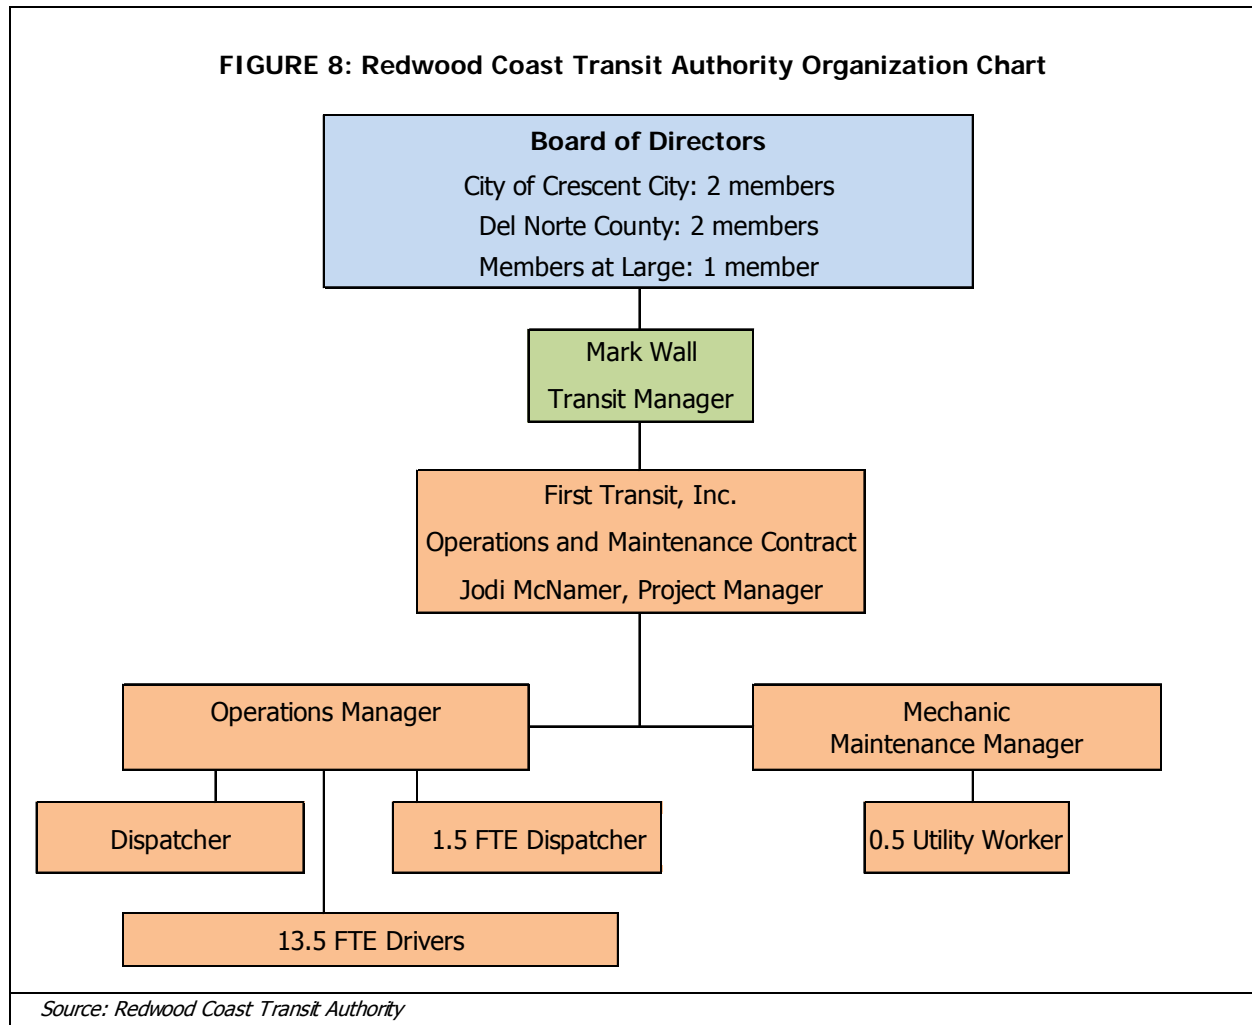 FIGURE 8: Redwood Coast Transit Authority Organization Chart
Board of Directors
City of Crescent City: 2 members
Del Norte County: 2 members
Members at Large: 1 member
Mark Wall
Transit Manager
First Transit, Inc.
Operations and Maintenance Contract
Jodi McNamer, Project Manager
Operations Manager
Mechanic
Maintenance Manager
Dispatcher
1.5 FTE Dispatcher
0.5 Utility Worker
13.5 FTE Drivers
Source: Redwood Coast Transit Authority